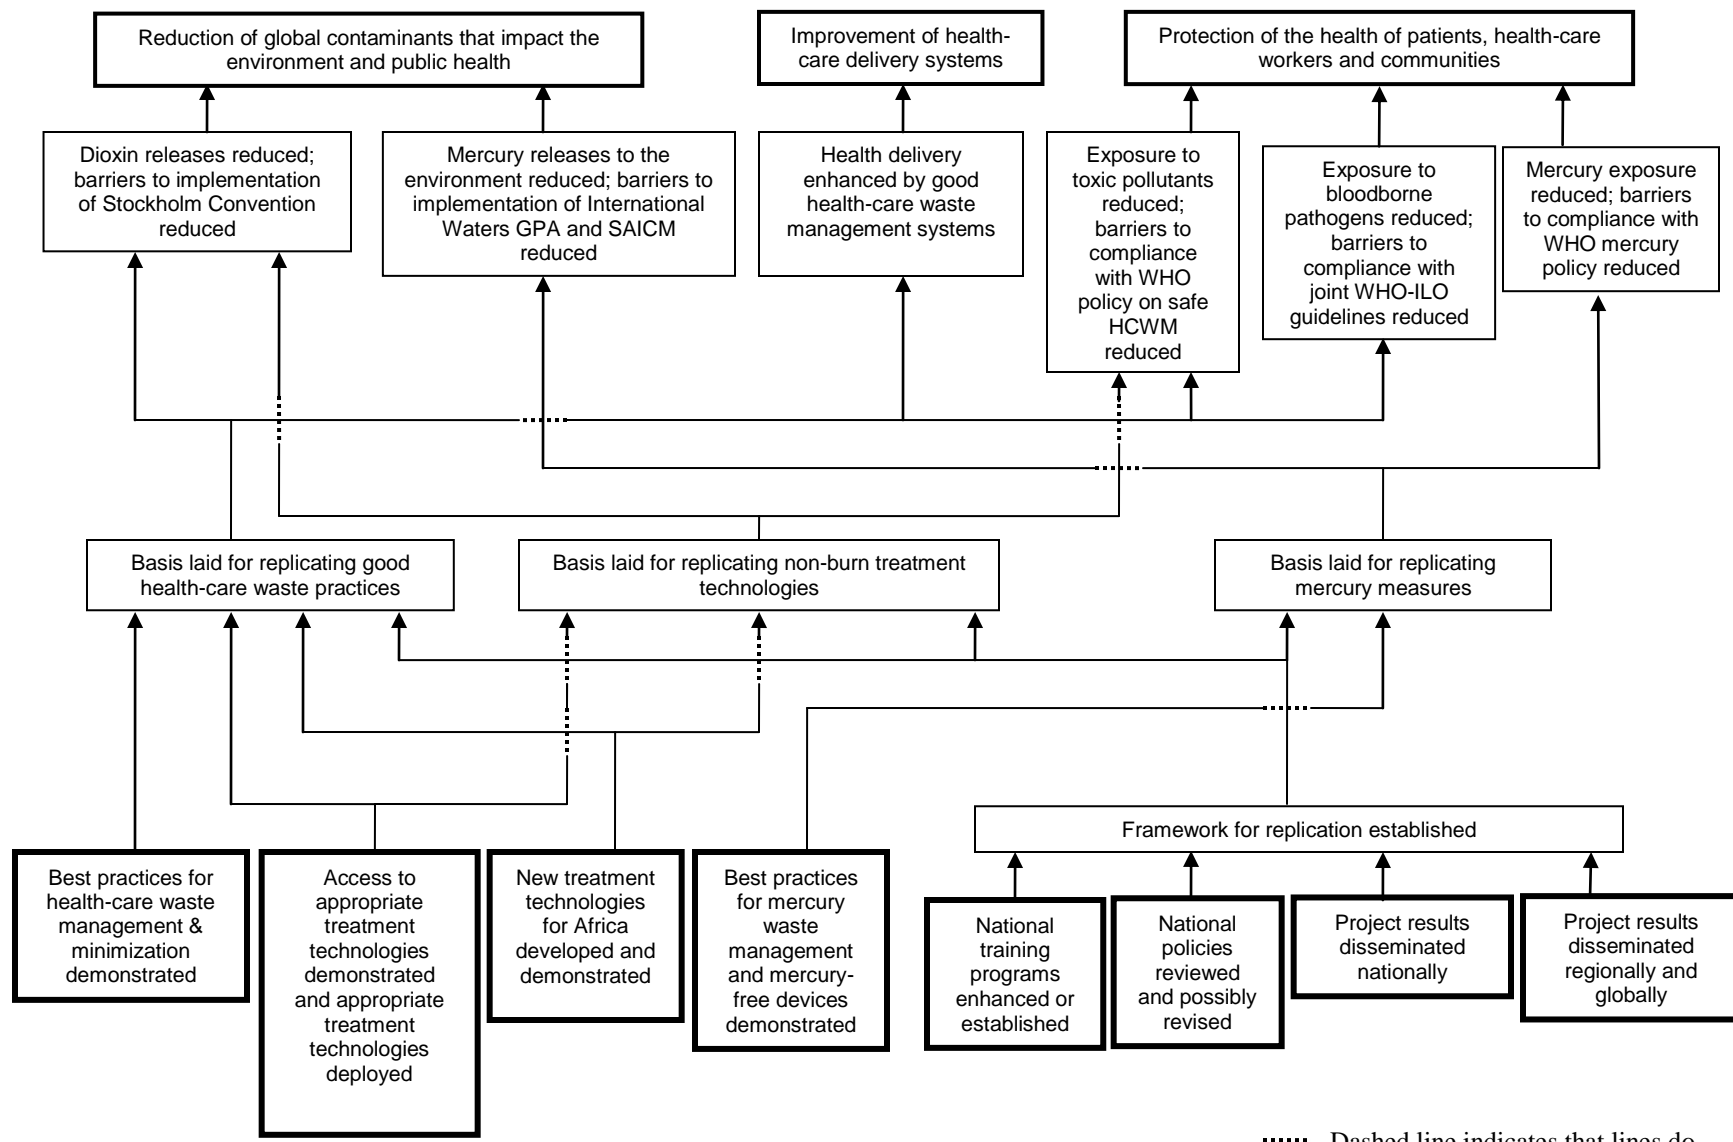 Reduction of global contaminants that impact the
environment and public health
Improvement of health-
care delivery systems
Protection of the health of patients, health-care
workers and communities
Dioxin releases reduced;
barriers to implementation
of Stockholm Convention
reduced
Mercury releases to the
environment reduced; barriers to
implementation of International
Waters GPA and SAICM
reduced
Health delivery
enhanced by good
health-care waste
management systems
Exposure to
toxic pollutants
reduced;
barriers to
compliance
with WHO
policy on safe
HCWM
reduced
Exposure to
bloodborne
pathogens reduced;
barriers to
compliance with
joint WHO-ILO
guidelines reduced
Mercury exposure
reduced; barriers
to compliance with
WHO mercury
policy reduced
Basis laid for replicating good
health-care waste practices
Basis laid for replicating non-burn treatment
technologies
Basis laid for replicating
mercury measures
Framework for replication established
Best practices for
health-care waste
management &
minimization
demonstrated
Access to
appropriate
treatment
technologies
demonstrated
and appropriate
treatment
technologies
deployed
New treatment
technologies
for Africa
developed and
demonstrated
Best practices
for mercury
waste
management
and mercury-
free devices
demonstrated
National
training
programs
enhanced or
established
National
policies
reviewed
and possibly
revised
Project results
disseminated
nationally
Project results
disseminated
regionally and
globally
Dashed line indicates that lines do